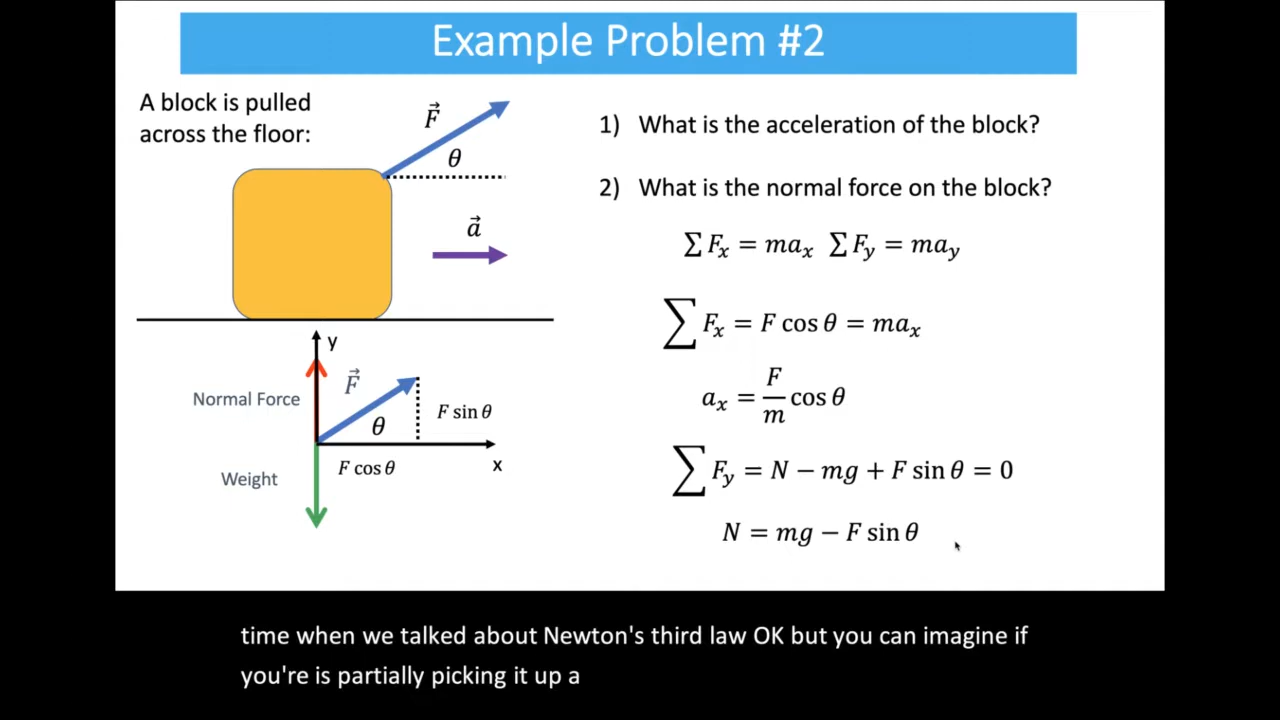 Example Problem #2
A block is pulled
across the floor:
F⃗
θ
a⃗
1) What is the acceleration of the block?
2) What is the normal force on the block?
∑ Fₓ = maₓ ∑ F_y = ma_y
∑ Fₓ = F cos θ = maₓ
aₓ = F/m cos θ
∑ F_y = N − mg + F sin θ = 0
N = mg − F sin θ
y
Normal Force
F⃗
θ
F sin θ
F cos θ
x
Weight
time when we talked about Newton's third law OK but you can imagine if
you're is partially picking it up a